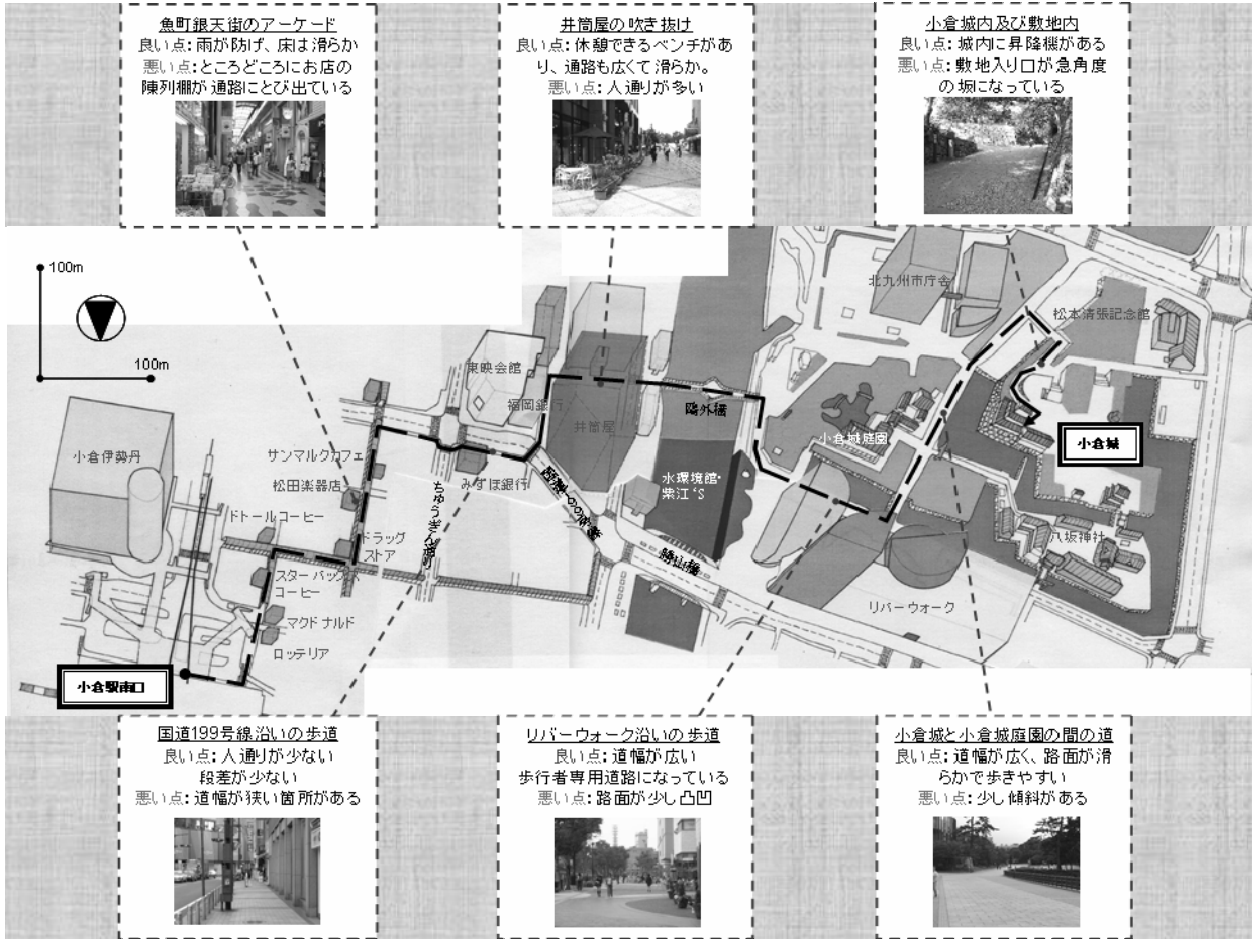 魚町銀天街のアーケード
良い点：雨が防げ、床は滑らか
悪い点：ところどころにお店の
陳列棚が通路にとび出ている
井筒屋の吹き抜け
良い点：休憩できるベンチがあ
り、通路も広くて滑らか。
悪い点：人通りが多い
小倉城内及び敷地内
良い点：城内に昇降機がある
悪い点：敷地入り口が急角度
の坂になっている
100m
100m
北九州市庁舎
松本清張記念館
東映会館
福岡銀行
井筒屋
鴎外橋
小倉城庭園
小倉城
小倉伊勢丹
サンマルクカフェ
松田楽器店
ドトールコーヒー
みずほ銀行
ちゅうぎん通り
水環境館・
紫江‘S
ドラッグ
ストア
スターバックス
コーヒー
勝山橋
八坂神社
リバーウォーク
マクドナルド
ロッテリア
小倉駅南口
国道199号線沿いの歩道
良い点：人通りが少ない
段差が少ない
悪い点：道幅が狭い箇所がある
リバーウォーク沿いの歩道
良い点：道幅が広い
歩行者専用道路になっている
悪い点：路面が少し凸凹
小倉城と小倉城庭園の間の道
良い点：道幅が広く、路面が滑
らかで歩きやすい
悪い点：少し傾斜がある